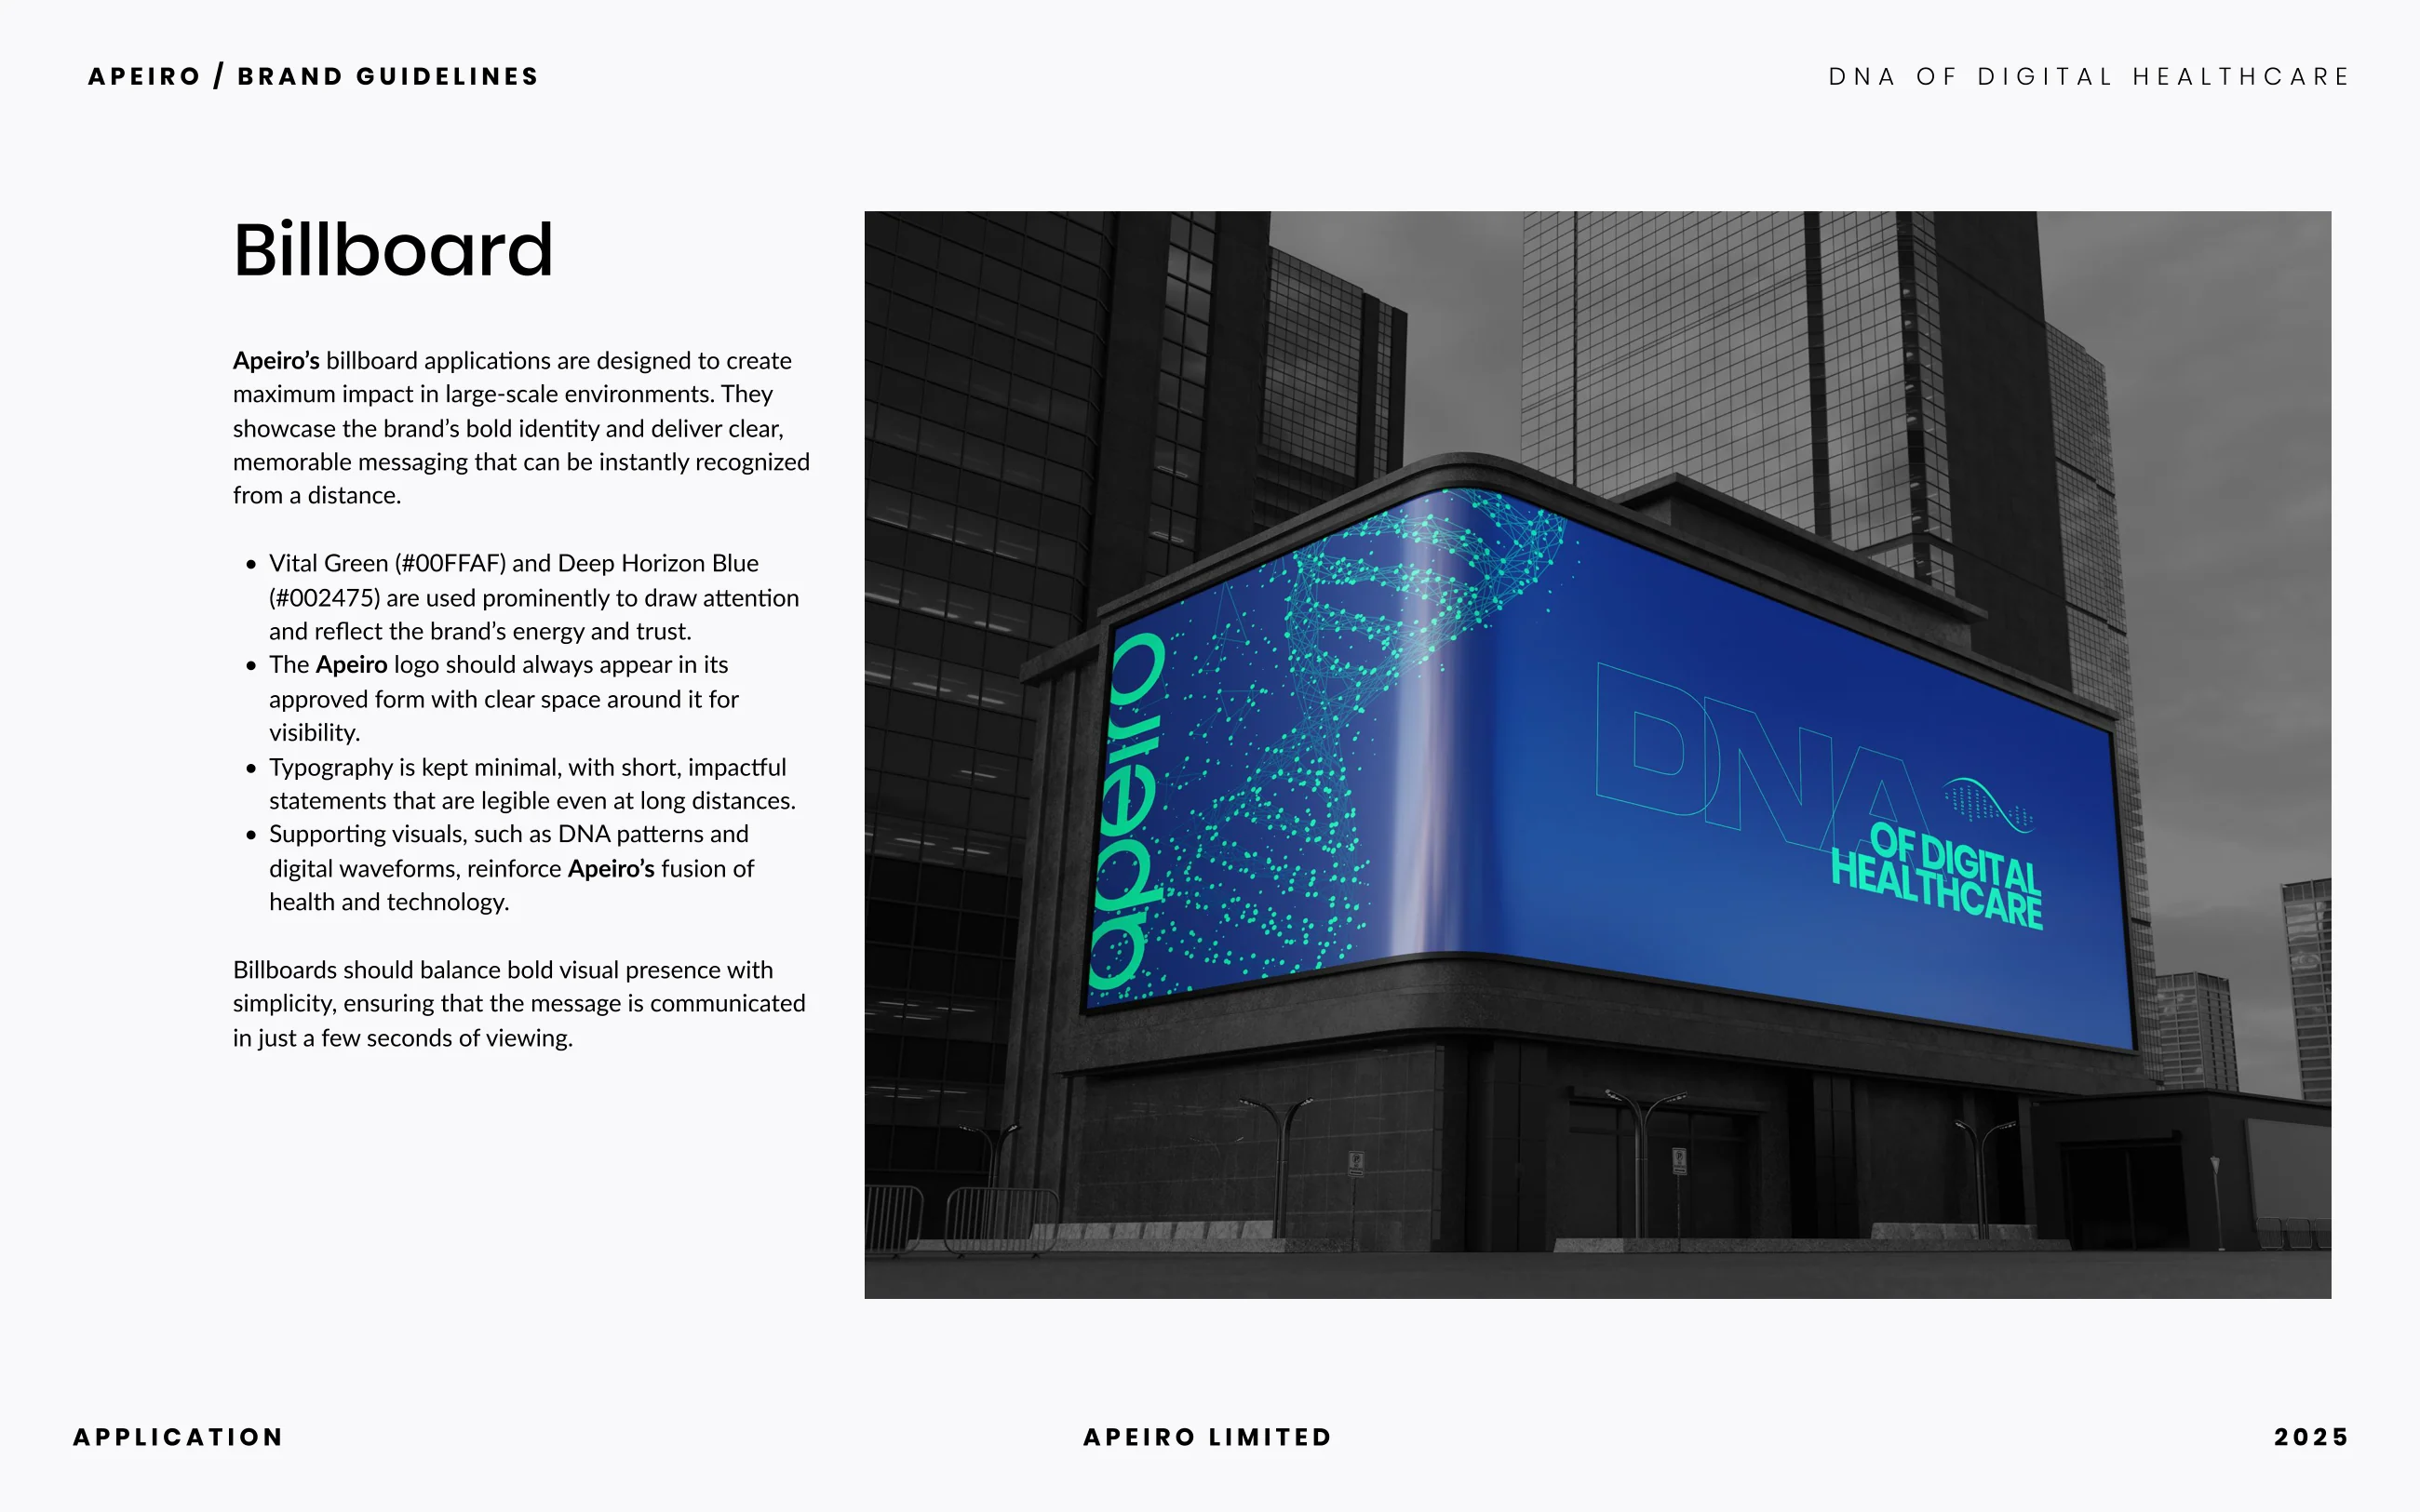 APEIRO / BRAND GUIDELINES
DNA OF DIGITAL HEALTHCARE
Billboard
Apeiro’s billboard applications are designed to create
maximum impact in large-scale environments. They
showcase the brand’s bold identity and deliver clear,
memorable messaging that can be instantly recognized
from a distance.
• Vital Green (#00FFAF) and Deep Horizon Blue
(#002475) are used prominently to draw attention
and reflect the brand’s energy and trust.
• The Apeiro logo should always appear in its
approved form with clear space around it for
visibility.
• Typography is kept minimal, with short, impactful
statements that are legible even at long distances.
• Supporting visuals, such as DNA patterns and
digital waveforms, reinforce Apeiro’s fusion of
health and technology.
Billboards should balance bold visual presence with
simplicity, ensuring that the message is communicated
in just a few seconds of viewing.
apeiro
DNA
OF DIGITAL
HEALTHCARE
APPLICATION
APEIRO LIMITED
2025